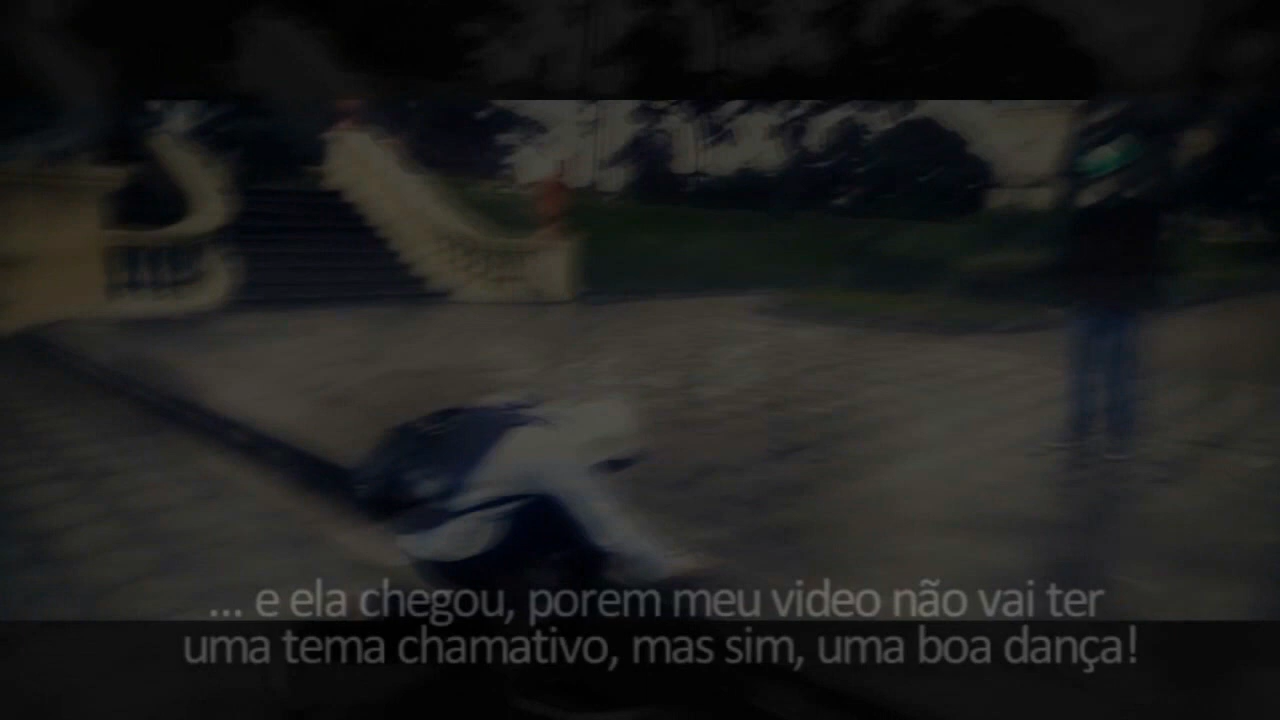 ... e ela chegou, porem meu video não vai ter
uma tema chamativo, mas sim, uma boa dança!